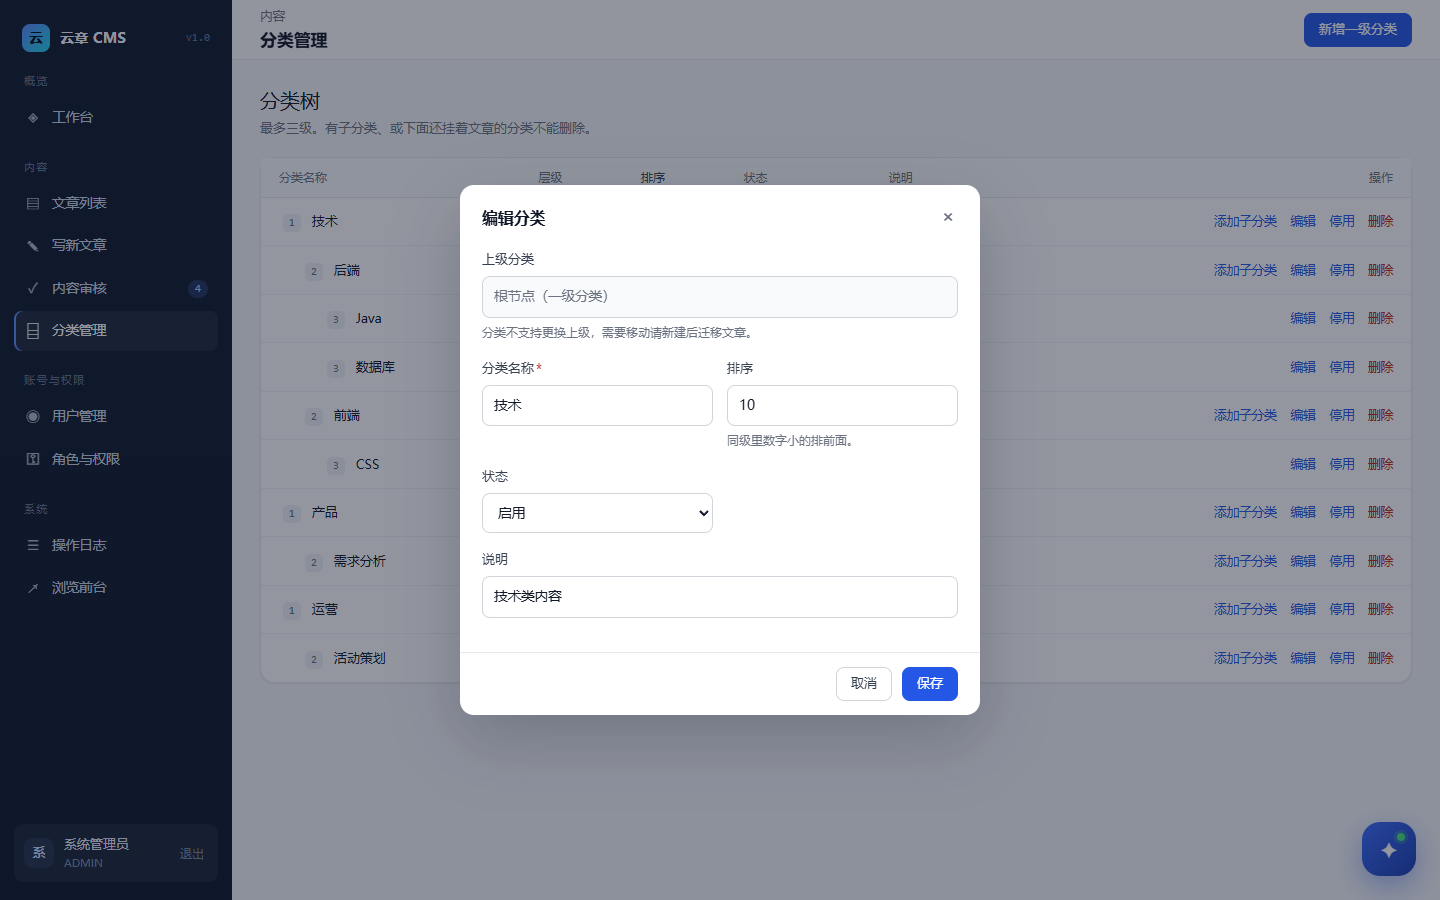 云 云章 CMS v1.0
概览
工作台
内容
文章列表
写新文章
内容审核 4
分类管理
账号与权限
用户管理
角色与权限
系统
操作日志
浏览前台
系 系统管理员
ADMIN
退出
内容
分类管理
新增一级分类
分类树
最多三级。有子分类、或下面还挂着文章的分类不能删除。
分类名称 层级 排序 状态 说明 操作
1 技术 添加子分类 编辑 停用 删除
2 后端 添加子分类 编辑 停用 删除
3 Java 编辑 停用 删除
3 数据库 编辑 停用 删除
2 前端 添加子分类 编辑 停用 删除
3 CSS 编辑 停用 删除
1 产品 添加子分类 编辑 停用 删除
2 需求分析 添加子分类 编辑 停用 删除
1 运营 添加子分类 编辑 停用 删除
2 活动策划 添加子分类 编辑 停用 删除
编辑分类 ×
上级分类
根节点（一级分类）
分类不支持更换上级，需要移动请新建后迁移文章。
分类名称* 排序
技术 10
同级里数字小的排前面。
状态
启用
说明
技术类内容
取消 保存